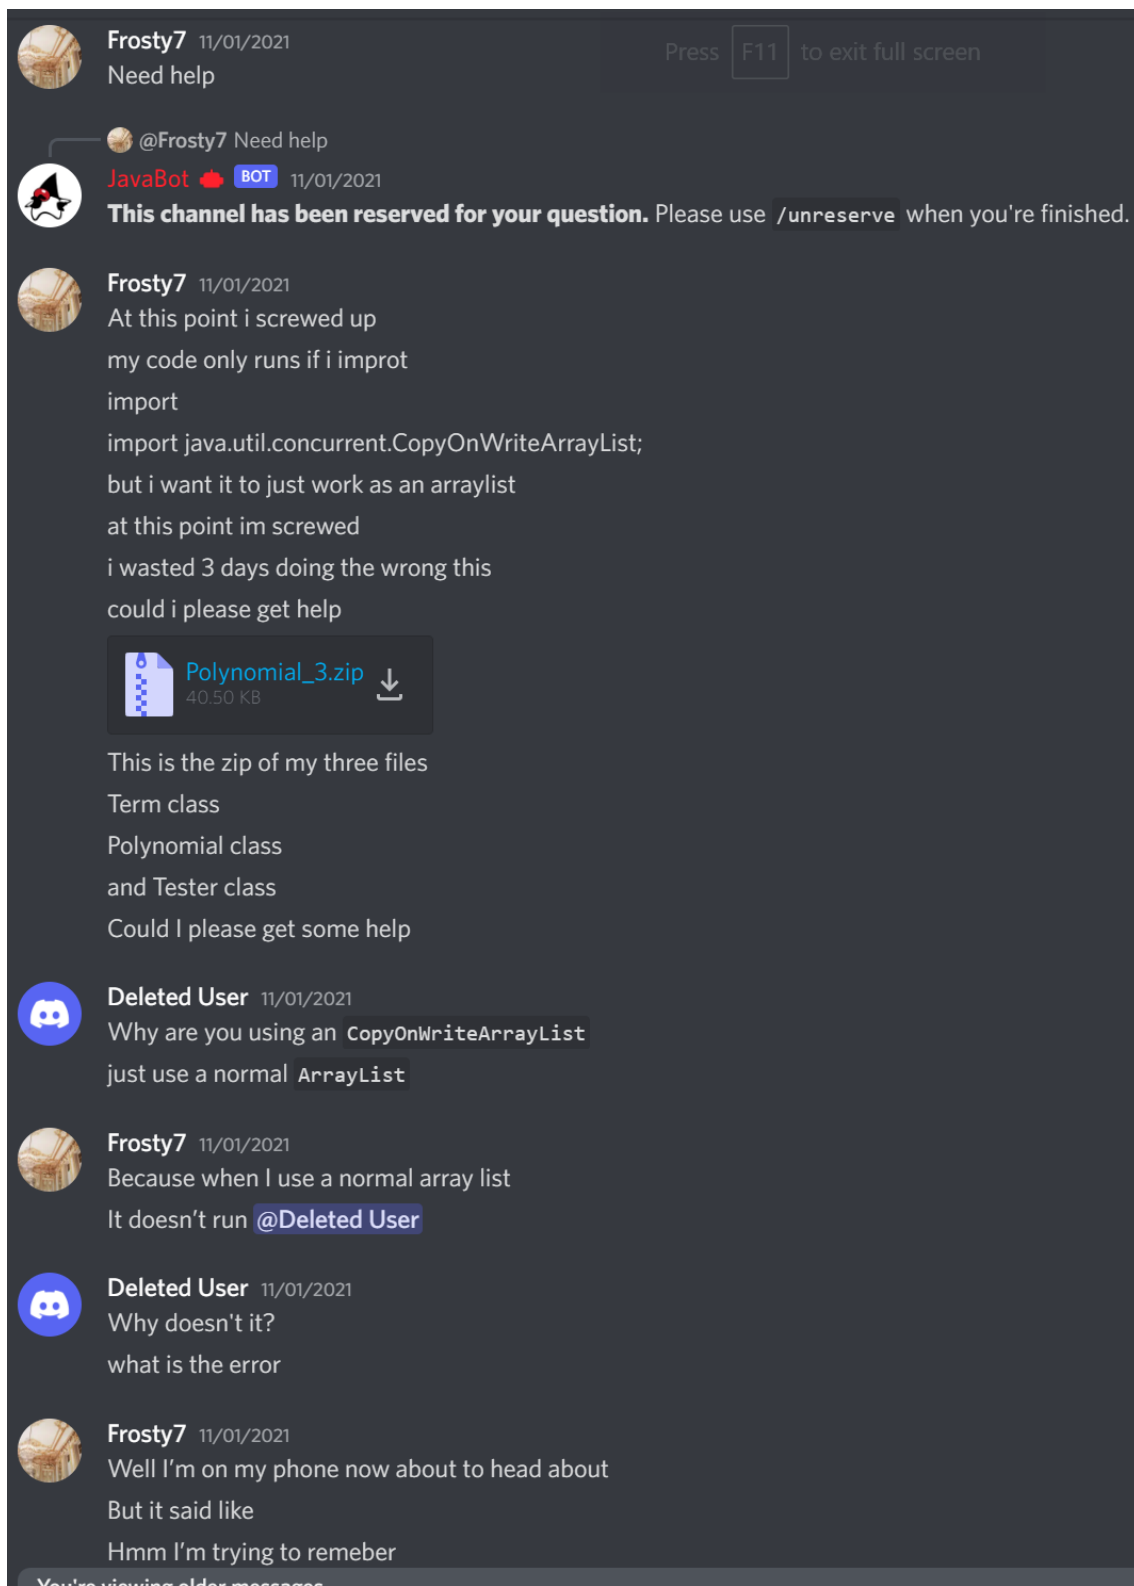 Frosty7 11/01/2021
Press F11 to exit full screen
Need help
@Frosty7 Need help
JavaBot BOT 11/01/2021
This channel has been reserved for your question. Please use /unreserve when you're finished.
Frosty7 11/01/2021
At this point i screwed up
my code only runs if i improt
import
import java.util.concurrent.CopyOnWriteArrayList;
but i want it to just work as an arraylist
at this point im screwed
i wasted 3 days doing the wrong this
could i please get help
Polynomial_3.zip
40.50 KB
This is the zip of my three files
Term class
Polynomial class
and Tester class
Could I please get some help
Deleted User 11/01/2021
Why are you using an CopyOnWriteArrayList
just use a normal ArrayList
Frosty7 11/01/2021
Because when I use a normal array list
It doesn’t run @Deleted User
Deleted User 11/01/2021
Why doesn't it?
what is the error
Frosty7 11/01/2021
Well I’m on my phone now about to head about
But it said like
Hmm I’m trying to remeber
You're viewing older messages